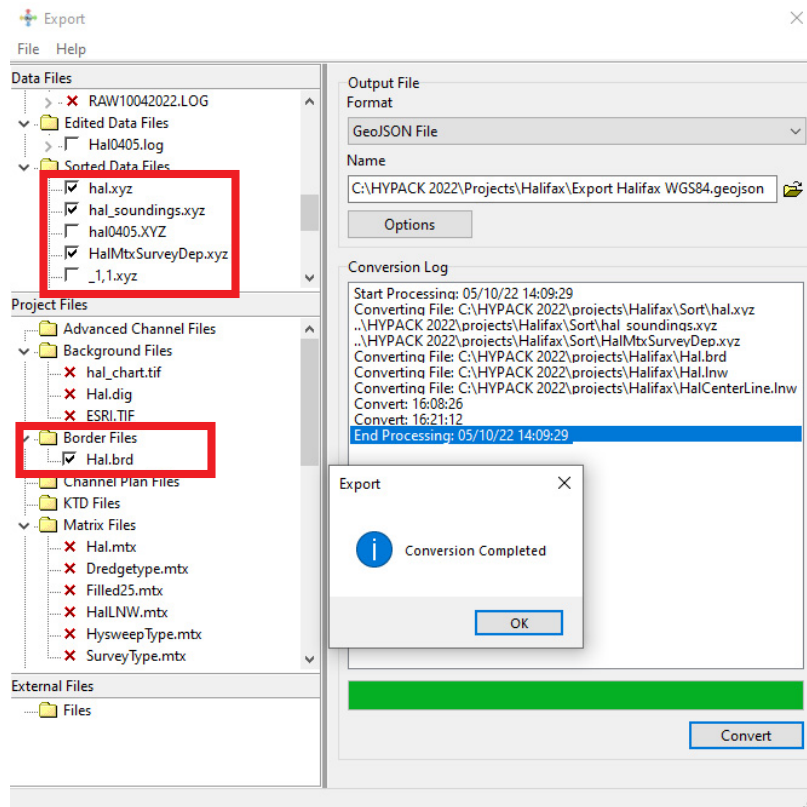 Export
File Help
Data Files
RAW10042022.LOG
Edited Data Files
Hal0405.log
Sorted Data Files
hal.xyz
hal_soundings.xyz
hal0405.XYZ
HalMtxSurveyDep.xyz
_1,1.xyz
Project Files
Advanced Channel Files
Background Files
hal_chart.tif
Hal.dig
ESRI.TIF
Border Files
Hal.brd
Channel Plan Files
KTD Files
Matrix Files
Hal.mtx
Dredgetype.mtx
Filled25.mtx
HalLNW.mtx
HysweepType.mtx
SurveyType.mtx
External Files
Files
Output File
Format
GeoJSON File
Name
C:\HYPACK 2022\Projects\Halifax\Export Halifax WGS84.geojson
Options
Conversion Log
Start Processing: 05/10/22 14:09:29
Converting File: C:\HYPACK 2022\projects\Halifax\Sort\hal.xyz
..\HYPACK 2022\projects\Halifax\Sort\hal_soundings.xyz
..\HYPACK 2022\projects\Halifax\Sort\HalMtxSurveyDep.xyz
Converting File: C:\HYPACK 2022\projects\Halifax\Hal.brd
Converting File: C:\HYPACK 2022\projects\Halifax\Hal.lnw
Converting File: C:\HYPACK 2022\projects\Halifax\HalCenterLine.lnw
Convert: 16:08:26
Convert: 16:21:12
End Processing: 05/10/22 14:09:29
Export
Conversion Completed
OK
Convert